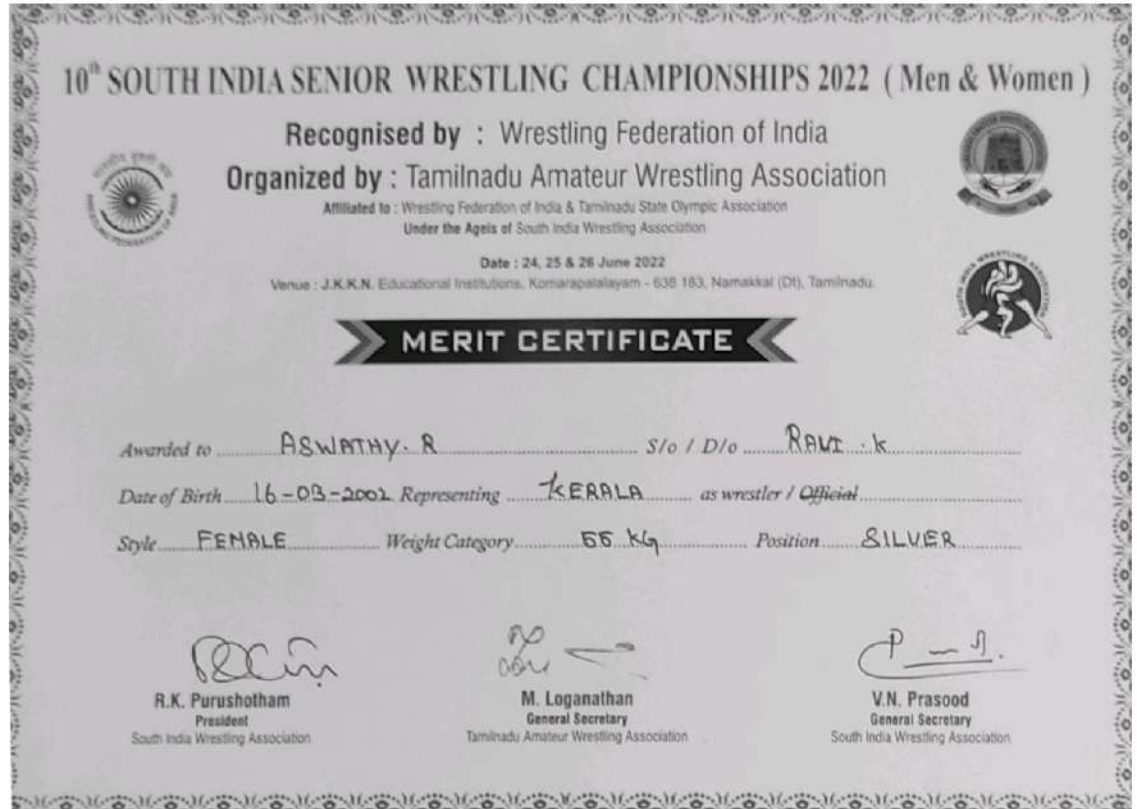 10th SOUTH INDIA SENIOR WRESTLING CHAMPIONSHIPS 2022 ( Men & Women )
Recognised by : Wrestling Federation of India
Organized by : Tamilnadu Amateur Wrestling Association
Affiliated to : Wrestling Federation of India & Tamilnadu State Olympic Association
Under the Ageis of South India Wrestling Association
Date : 24, 25 & 26 June 2022
Venue : J.K.K.N. Educational Institutions, Komarapalalayam - 638 183, Namakkal (Dt), Tamilnadu.
SOUTH INDIA WRESTLING ASSOCIATION
MERIT CERTIFICATE
Awarded to ASWATHY. R S/o / D/o RAVI . K
Date of Birth 16-03-2002 Representing KERALA as wrestler / Official
Style FEMALE Weight Category 55 KG Position SILVER
R.K. Purushotham
President
South India Wrestling Association
M. Loganathan
General Secretary
Tamilnadu Amateur Wrestling Association
V.N. Prasood
General Secretary
South India Wrestling Association